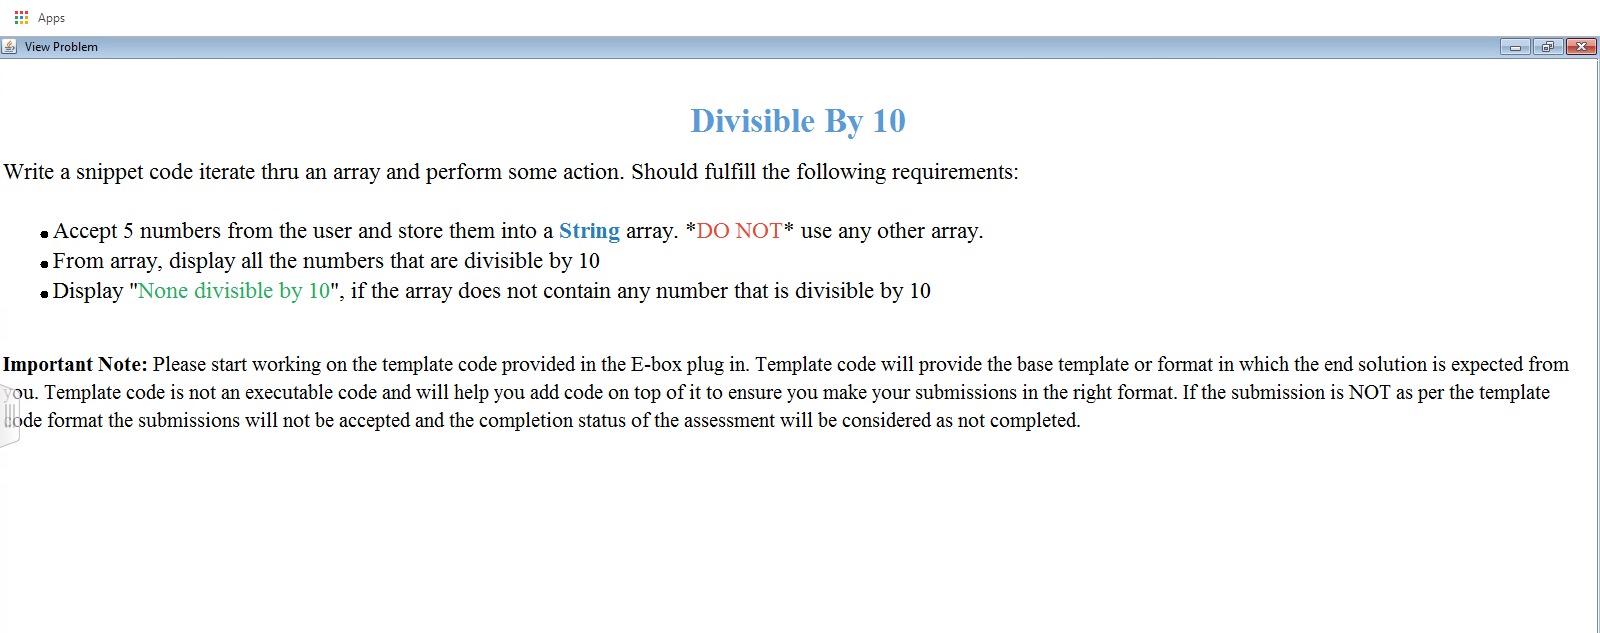 Apps
View Problem
Divisible By 10
Write a snippet code iterate thru an array and perform some action. Should fulfill the following requirements:
Accept 5 numbers from the user and store them into a String array. *DO NOT* use any other array.
From array, display all the numbers that are divisible by 10
Display "None divisible by 10", if the array does not contain any number that is divisible by 10
Important Note: Please start working on the template code provided in the E-box plug in. Template code will provide the base template or format in which the end solution is expected from
you. Template code is not an executable code and will help you add code on top of it to ensure you make your submissions in the right format. If the submission is NOT as per the template
code format the submissions will not be accepted and the completion status of the assessment will be considered as not completed.